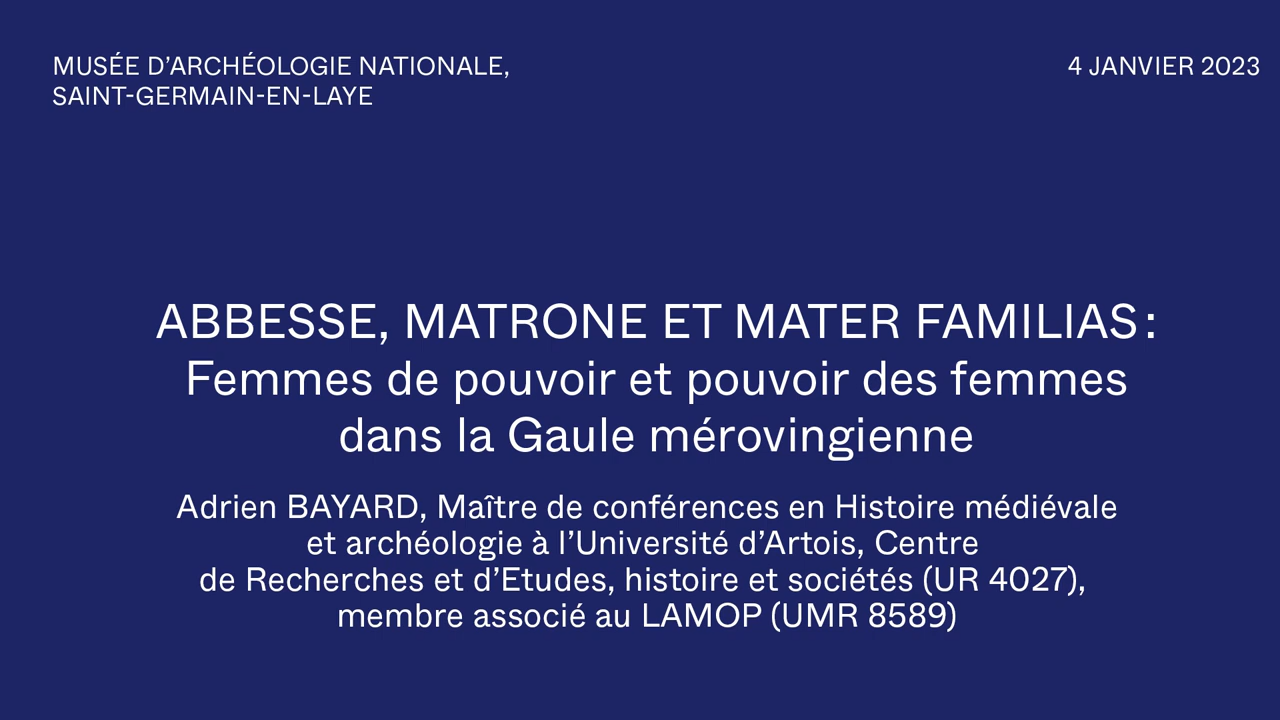 MUSÉE D’ARCHÉOLOGIE NATIONALE,
SAINT-GERMAIN-EN-LAYE
4 JANVIER 2023
ABBESSE, MATRONE ET MATER FAMILIAS :
Femmes de pouvoir et pouvoir des femmes
dans la Gaule mérovingienne
Adrien BAYARD, Maître de conférences en Histoire médiévale
et archéologie à l’Université d’Artois, Centre
de Recherches et d’Etudes, histoire et sociétés (UR 4027),
membre associé au LAMOP (UMR 8589)